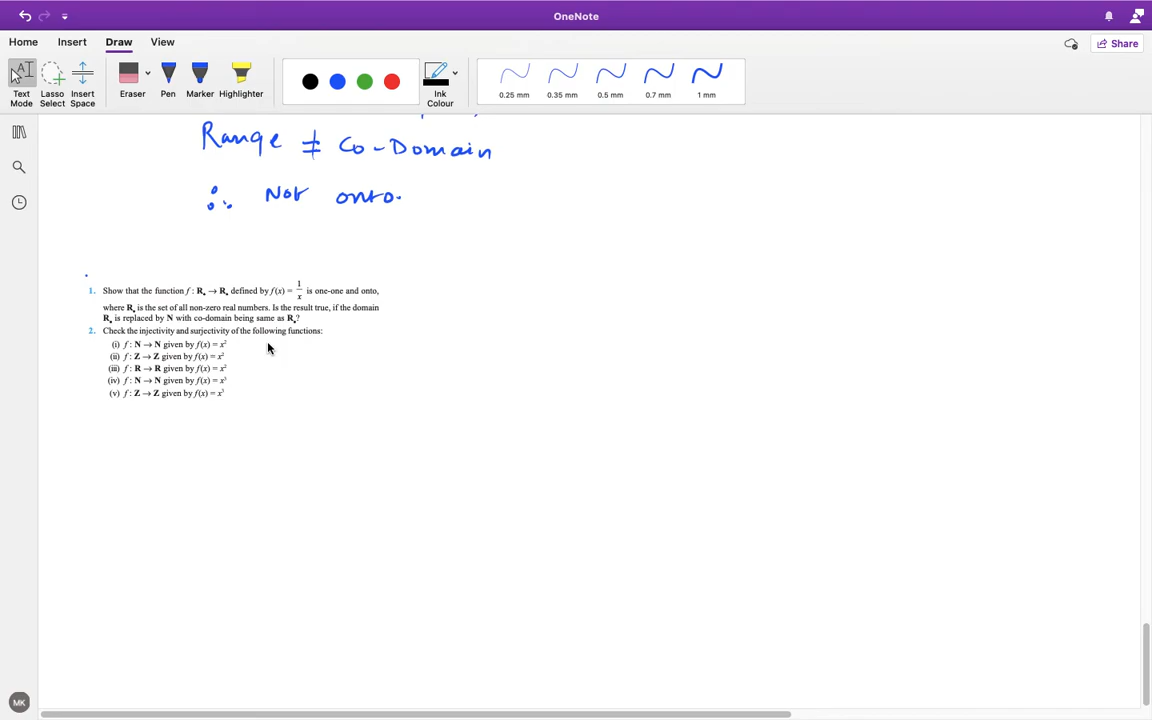 OneNote
Home Insert Draw View
Share
Text Mode
Lasso Select
Insert Space
Eraser
Pen
Marker
Highlighter
Ink Colour
0.25 mm
0.35 mm
0.5 mm
0.7 mm
1 mm
Range ≠ Co-Domain
∴ Not onto.
1. Show that the function f : R* → R* defined by f(x) = 1/x is one-one and onto,
where R* is the set of all non-zero real numbers. Is the result true, if the domain
R* is replaced by N with co-domain being same as R*?
2. Check the injectivity and surjectivity of the following functions:
(i) f : N → N given by f(x) = x²
(ii) f : Z → Z given by f(x) = x²
(iii) f : R → R given by f(x) = x²
(iv) f : N → N given by f(x) = x³
(v) f : Z → Z given by f(x) = x³
MK